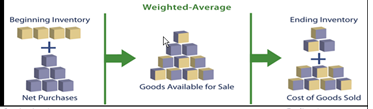 Weighted-Average
Beginning Inventory
Net Purchases
Goods Available for Sale
Ending Inventory
Cost of Goods Sold